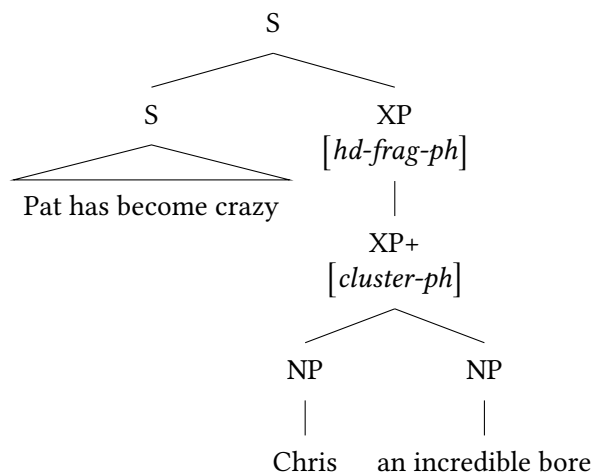 S
S XP
[hd-frag-ph]
Pat has become crazy
XP+
[cluster-ph]
NP NP
Chris an incredible bore